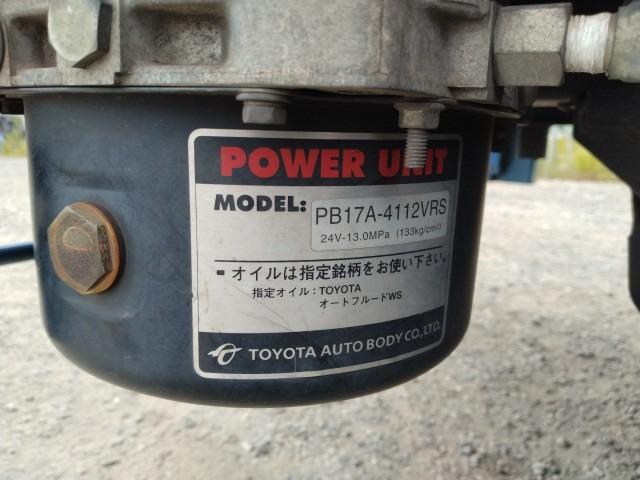 POWER UNIT
MODEL: PB17A-4112VRS
24V-13.0MPa (133kg/cm²)
オイルは指定銘柄をお使い下さい。
指定オイル：TOYOTA
オートフルードWS
TOYOTA AUTO BODY CO., LTD.